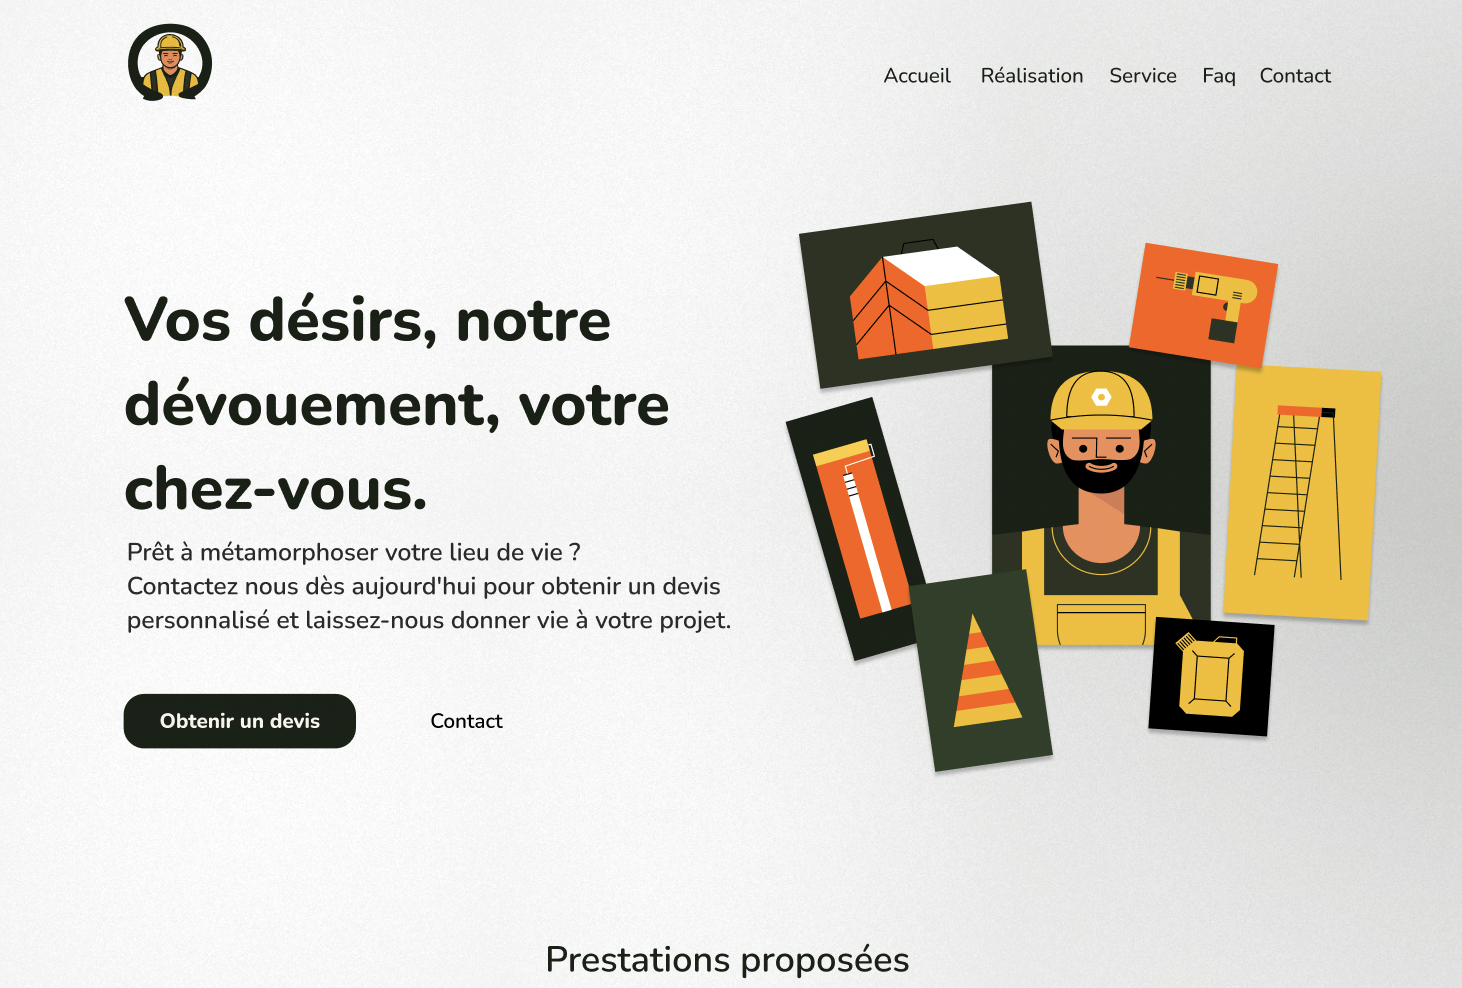 Accueil Réalisation Service Faq Contact
Vos désirs, notre
dévouement, votre
chez-vous.
Prêt à métamorphoser votre lieu de vie ?
Contactez nous dès aujourd'hui pour obtenir un devis
personnalisé et laissez-nous donner vie à votre projet.
Obtenir un devis Contact
Prestations proposées